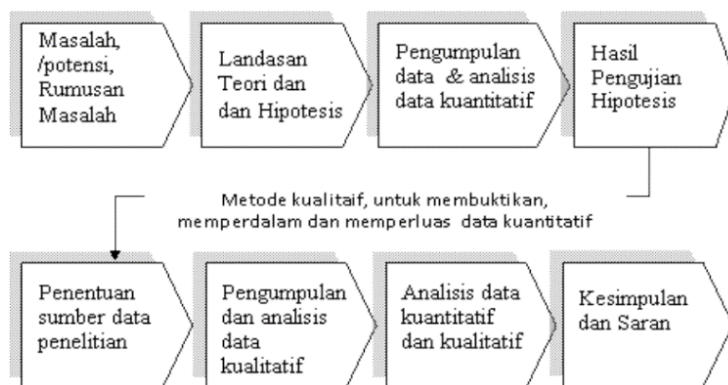 Masalah,
/potensi,
Rumusan
Masalah
Landasan
Teori dan
dan Hipotesis
Pengumpulan
data & analisis
data kuantitatif
Hasil
Pengujian
Hipotesis
Metode kualitaif, untuk membuktikan,
memperdalam dan memperluas data kuantitatif
Penentuan
sumber data
penelitian
Pengumpulan
dan analisis
data
kualitatif
Analisis data
kuantitatif
dan kualitatif
Kesimpulan
dan Saran